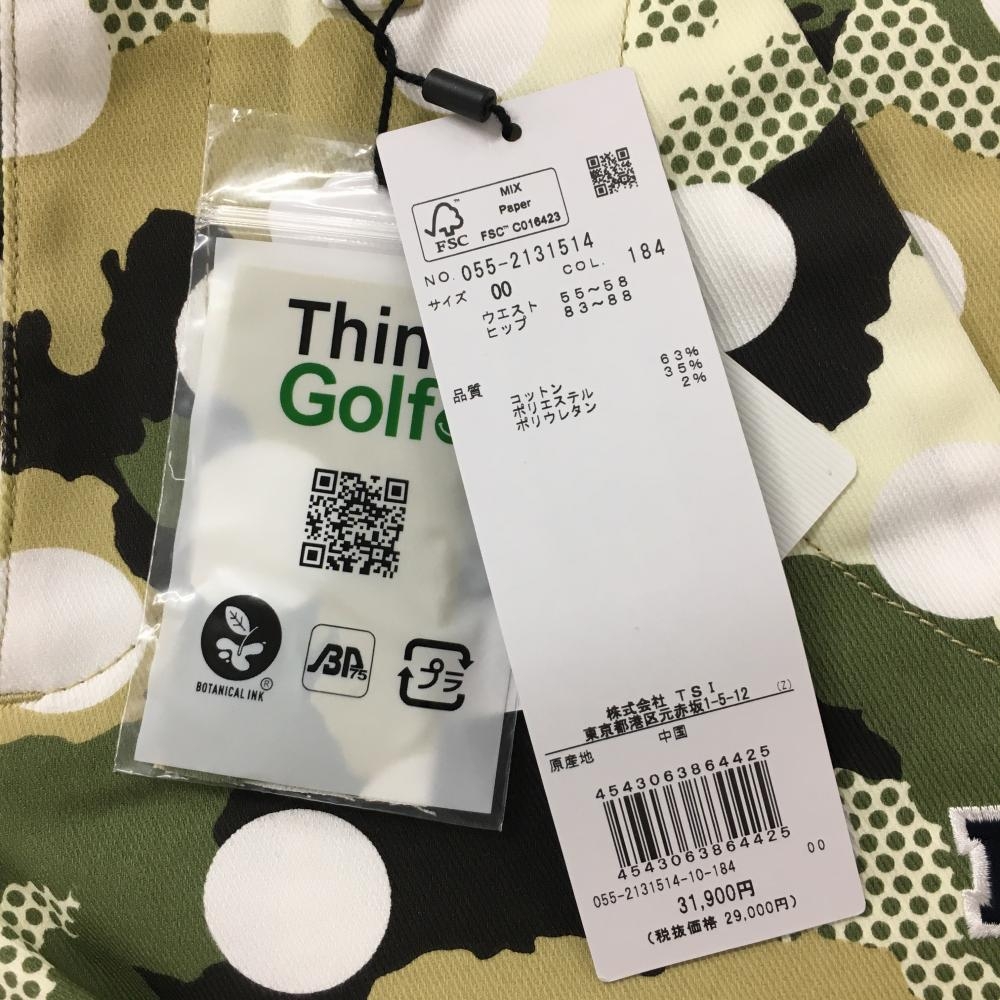 MIX
Paper
FSC™ C016423
FSC
NO. 055-2131514
COL. 184
サイズ 00
ウエスト 55~58
ヒップ 83~88
品質 コットン 63%
ポリエステル 35%
ポリウレタン 2%
株式会社 TSI
東京都港区元赤坂1-5-12 (Z)
原産地 中国
4543063864425
4543063864425
00
055-2131514-10-184
31,900円
(税抜価格 29,000円)
Thin
Golf
BOTANICAL INK ®
BP 75
プラ